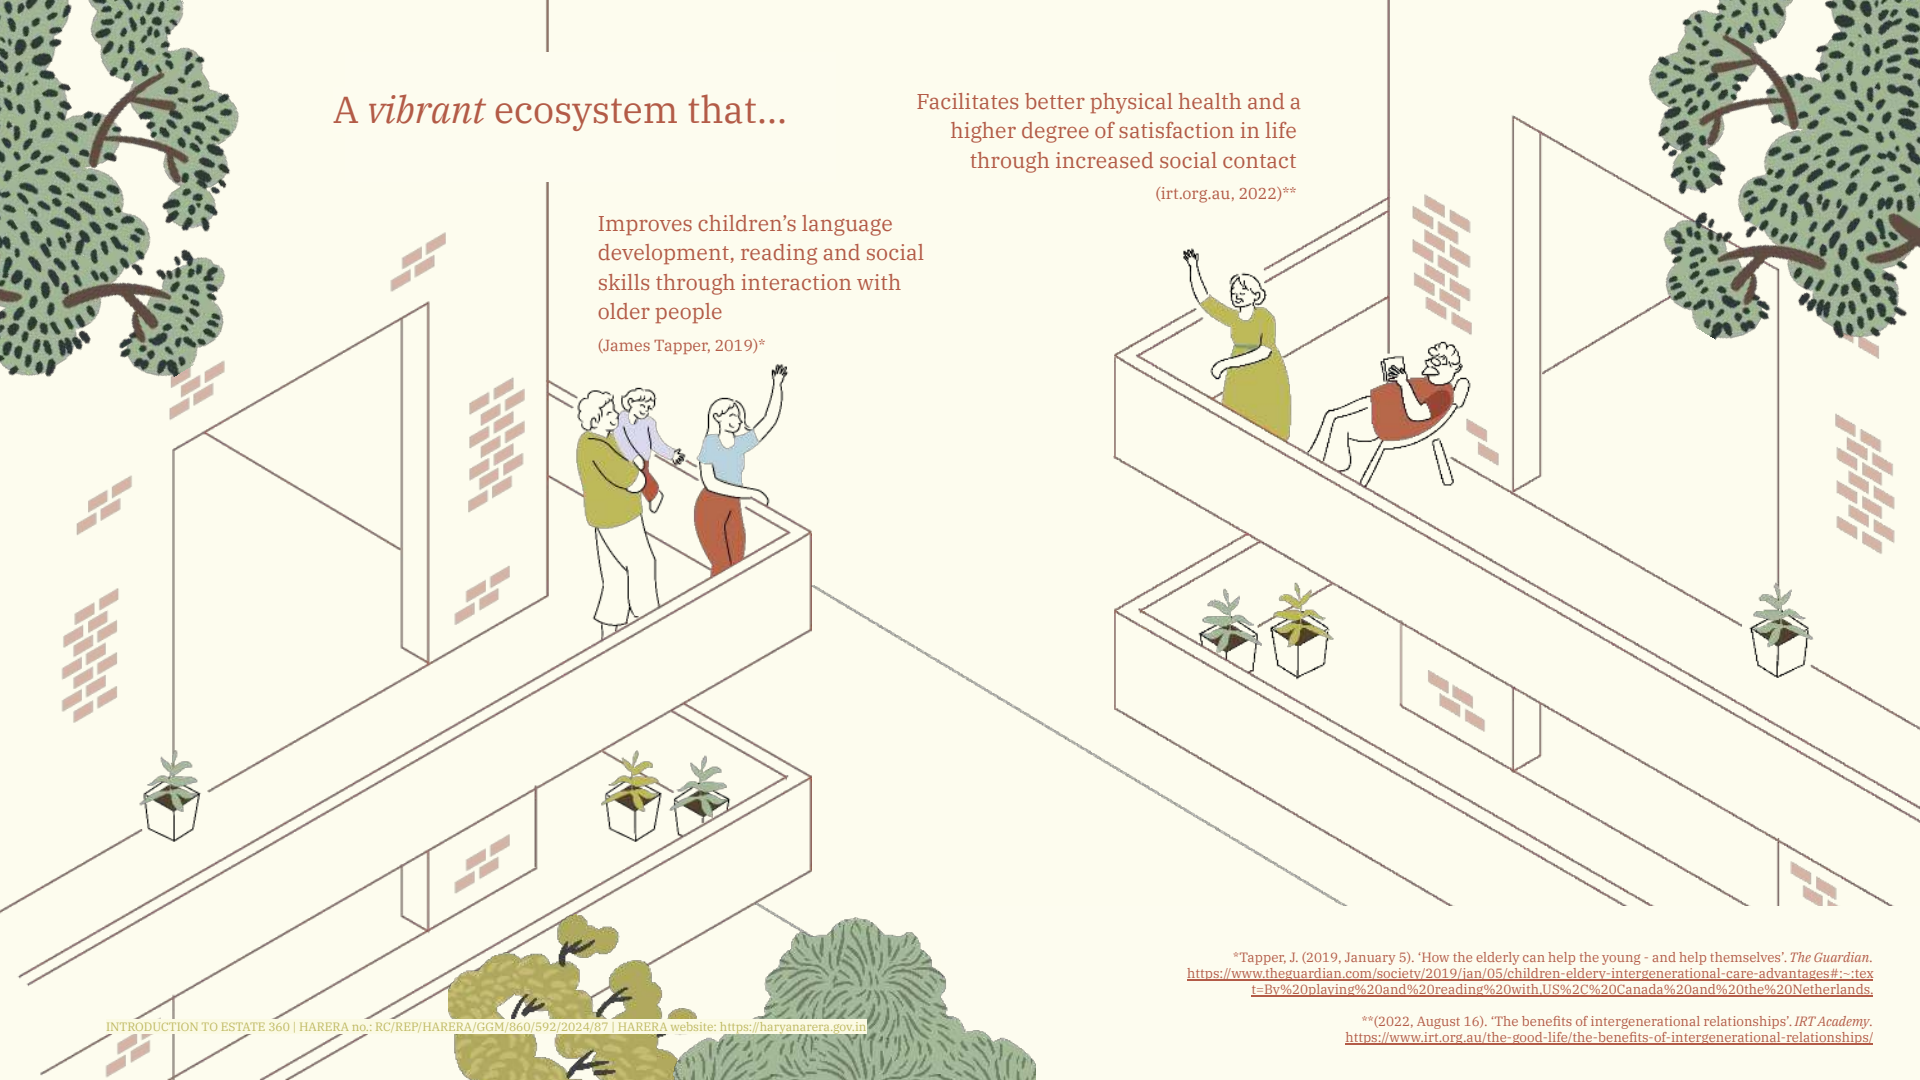 A vibrant ecosystem that...
Facilitates better physical health and a
higher degree of satisfaction in life
through increased social contact
(irt.org.au, 2022)**
Improves children’s language
development, reading and social
skills through interaction with
older people
(James Tapper, 2019)*
*Tapper, J. (2019, January 5). ‘How the elderly can help the young - and help themselves’. The Guardian.
https://www.theguardian.com/society/2019/jan/05/children-eldery-intergenerational-care-advantages#:~:tex
t=By%20playing%20and%20reading%20with,US%2C%20Canada%20and%20the%20Netherlands.
**(2022, August 16). ‘The benefits of intergenerational relationships’. IRT Academy.
https://www.irt.org.au/the-good-life/the-benefits-of-intergenerational-relationships/
INTRODUCTION TO ESTATE 360 | HARERA no.: RC/REP/HARERA/GGM/860/592/2024/87 | HARERA website: https://haryanarera.gov.in